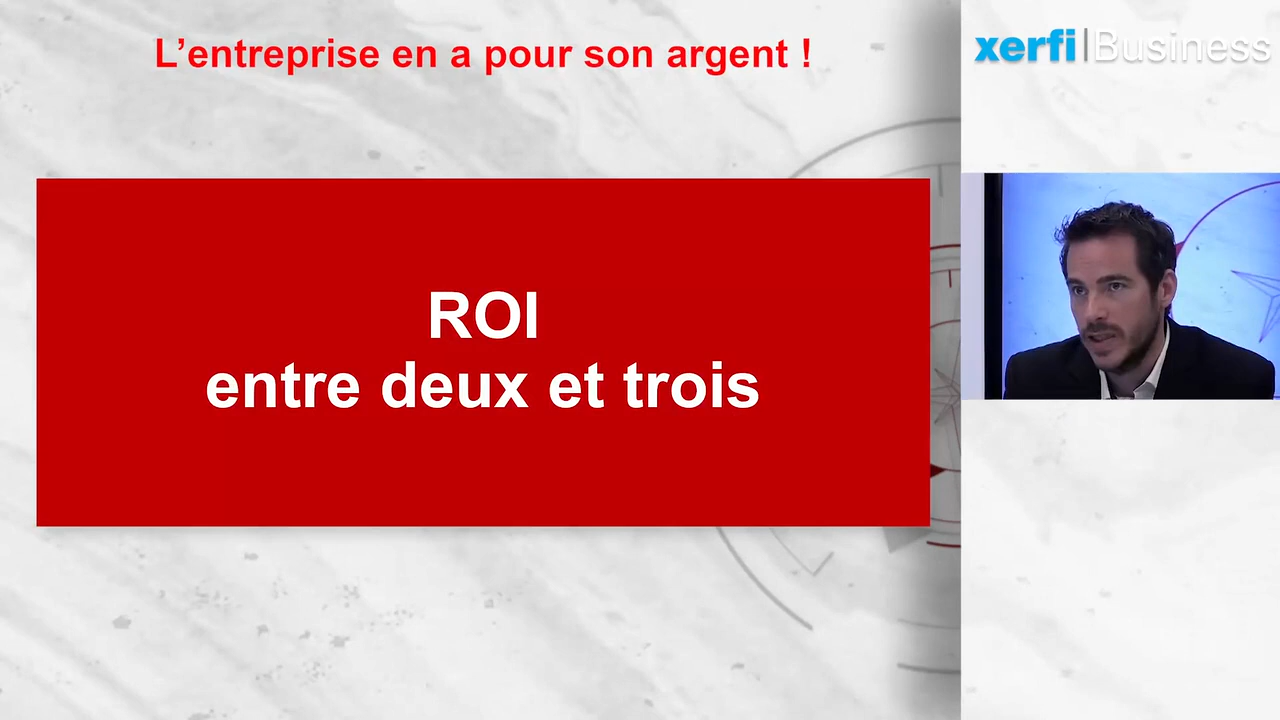 L’entreprise en a pour son argent !
xerfi|Business
ROI
entre deux et trois